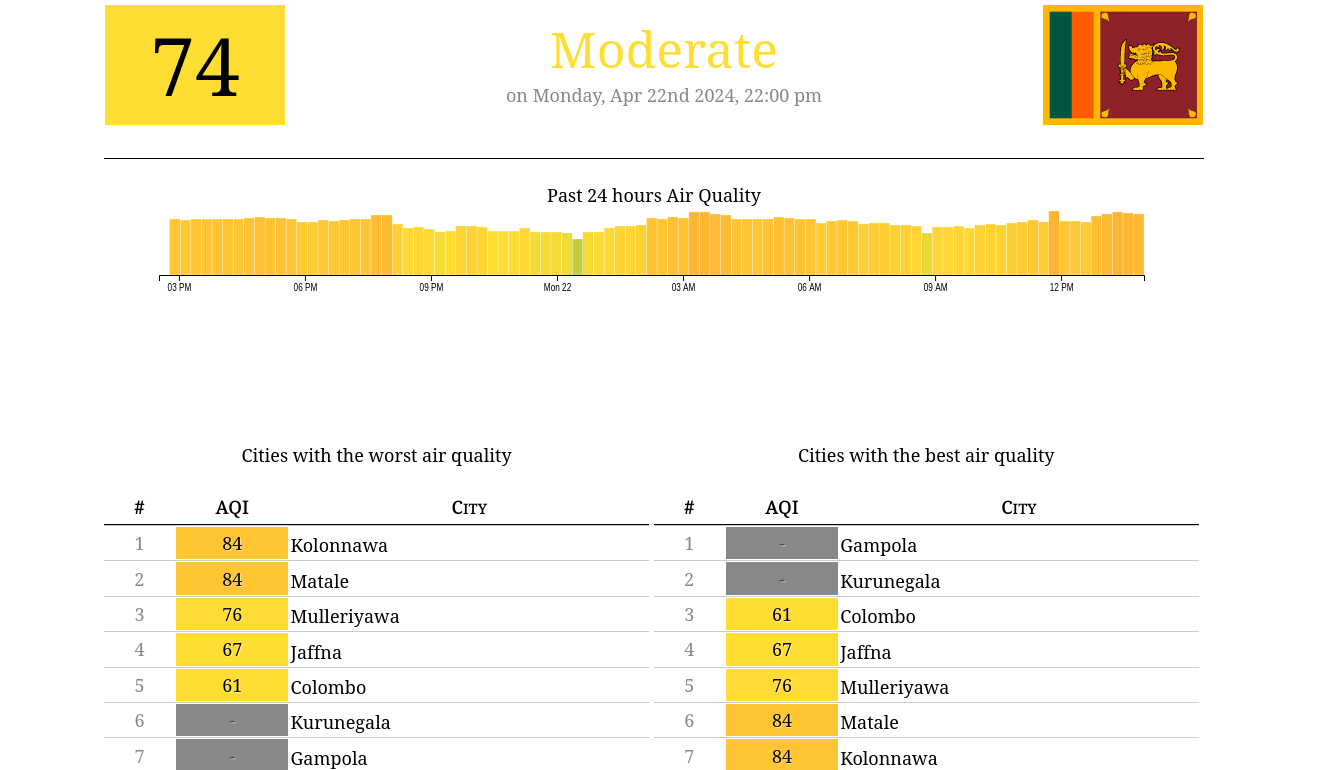 74
Moderate
on Monday, Apr 22nd 2024, 22:00 pm
Past 24 hours Air Quality
03 PM 06 PM 09 PM Mon 22 03 AM 06 AM 09 AM 12 PM
Cities with the worst air quality
# AQI City
1 84 Kolonnawa
2 84 Matale
3 76 Mulleriyawa
4 67 Jaffna
5 61 Colombo
6 - Kurunegala
7 - Gampola
Cities with the best air quality
# AQI City
1 - Gampola
2 - Kurunegala
3 61 Colombo
4 67 Jaffna
5 76 Mulleriyawa
6 84 Matale
7 84 Kolonnawa